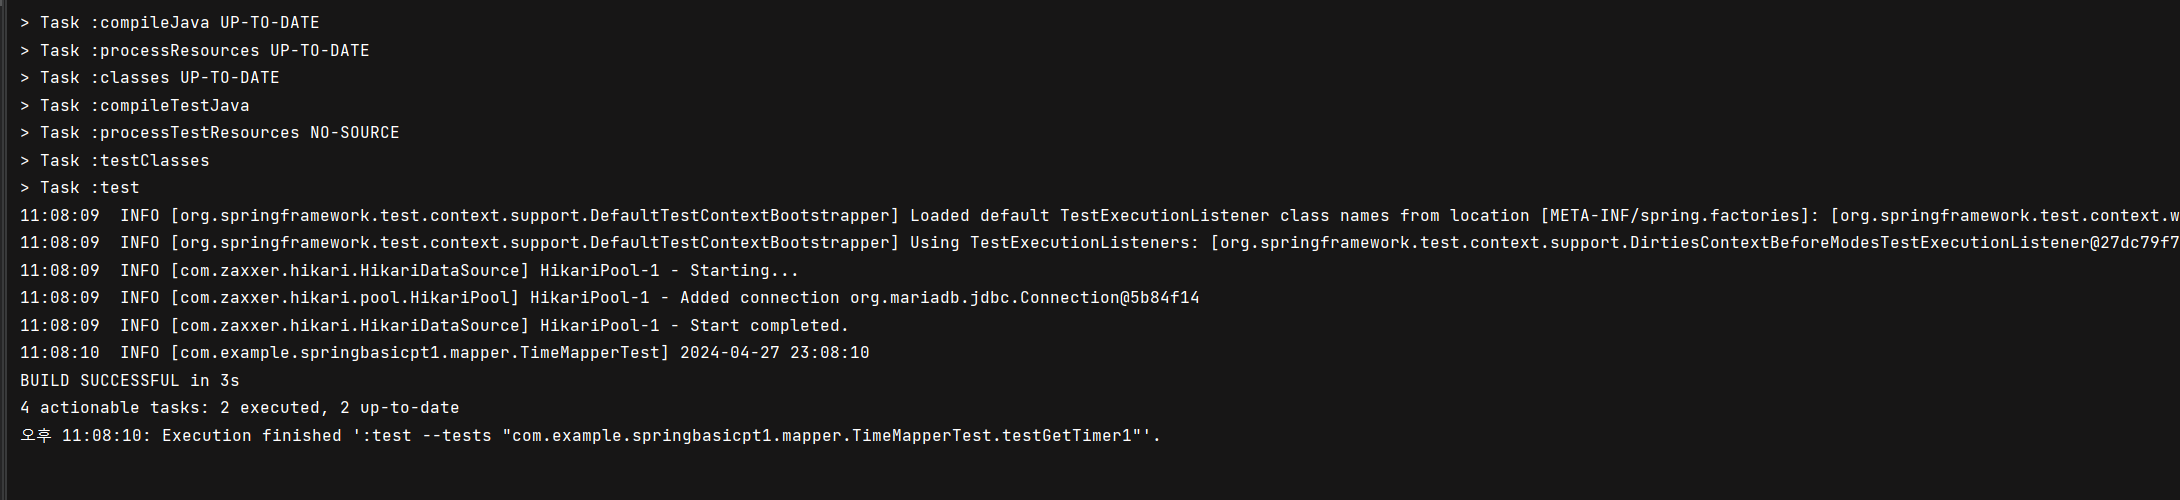 > Task :compileJava UP-TO-DATE
> Task :processResources UP-TO-DATE
> Task :classes UP-TO-DATE
> Task :compileTestJava
> Task :processTestResources NO-SOURCE
> Task :testClasses
> Task :test
11:08:09  INFO [org.springframework.test.context.support.DefaultTestContextBootstrapper] Loaded default TestExecutionListener class names from location [META-INF/spring.factories]: [org.springframework.test.context.w
11:08:09  INFO [org.springframework.test.context.support.DefaultTestContextBootstrapper] Using TestExecutionListeners: [org.springframework.test.context.support.DirtiesContextBeforeModesTestExecutionListener@27dc79f7
11:08:09  INFO [com.zaxxer.hikari.HikariDataSource] HikariPool-1 - Starting...
11:08:09  INFO [com.zaxxer.hikari.pool.HikariPool] HikariPool-1 - Added connection org.mariadb.jdbc.Connection@5b84f14
11:08:09  INFO [com.zaxxer.hikari.HikariDataSource] HikariPool-1 - Start completed.
11:08:10  INFO [com.example.springbasicpt1.mapper.TimeMapperTest] 2024-04-27 23:08:10
BUILD SUCCESSFUL in 3s
4 actionable tasks: 2 executed, 2 up-to-date
오후 11:08:10: Execution finished ':test --tests "com.example.springbasicpt1.mapper.TimeMapperTest.testGetTimer1"'.